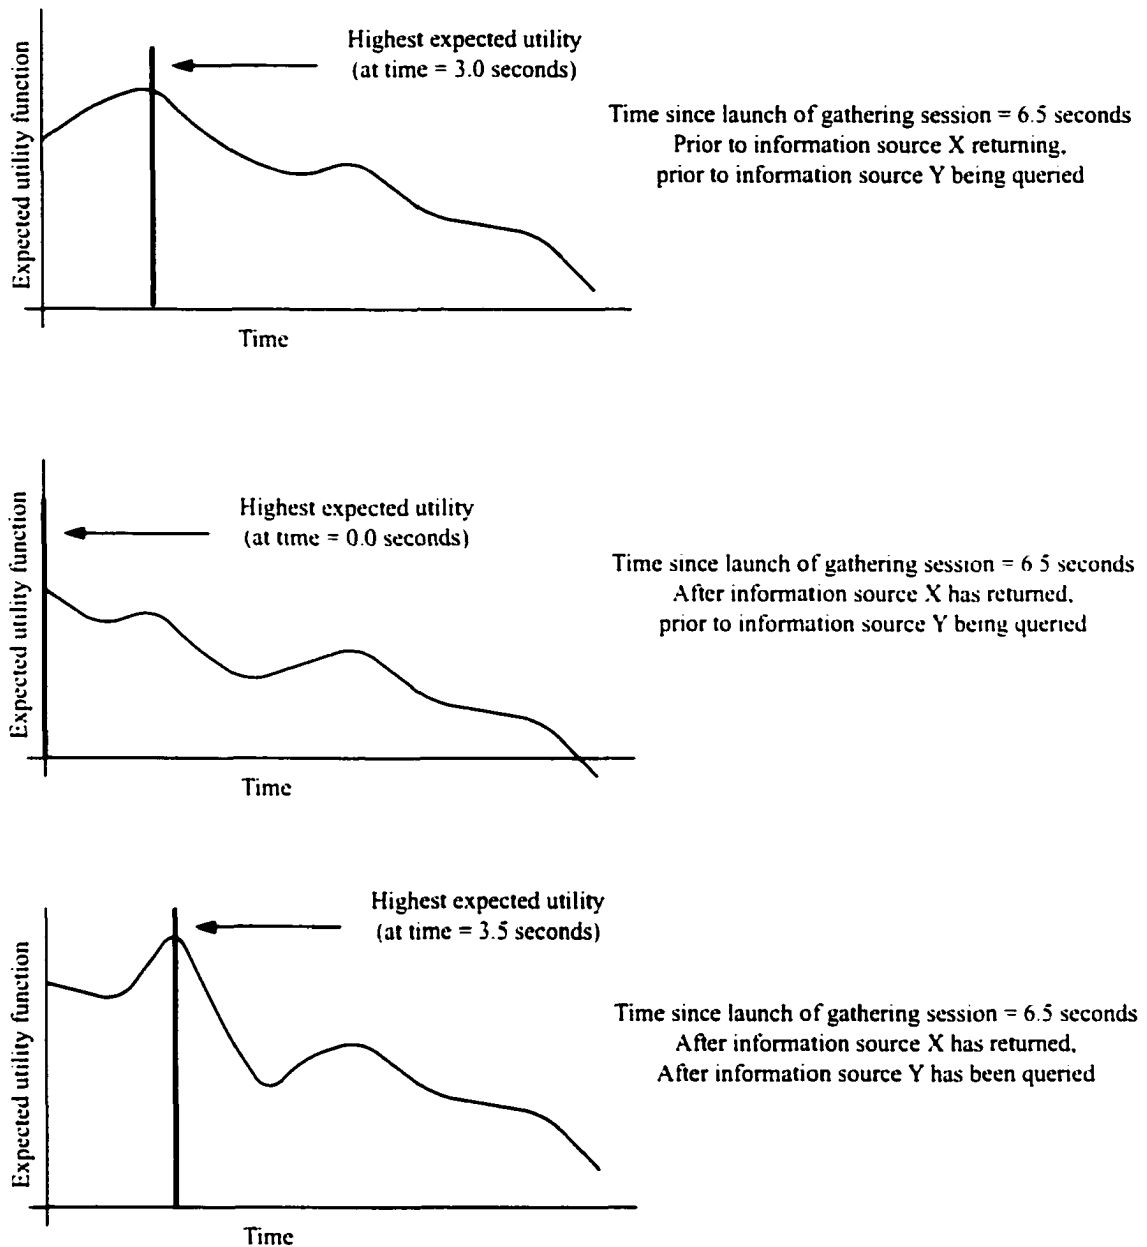 Expected utility function
Highest expected utility
(at time = 3.0 seconds)
Time since launch of gathering session = 6.5 seconds
Prior to information source X returning,
prior to information source Y being queried
Time
Expected utility function
Highest expected utility
(at time = 0.0 seconds)
Time since launch of gathering session = 6 5 seconds
After information source X has returned,
prior to information source Y being queried
Time
Expected utility function
Highest expected utility
(at time = 3.5 seconds)
Time since launch of gathering session = 6.5 seconds
After information source X has returned,
After information source Y has been queried
Time